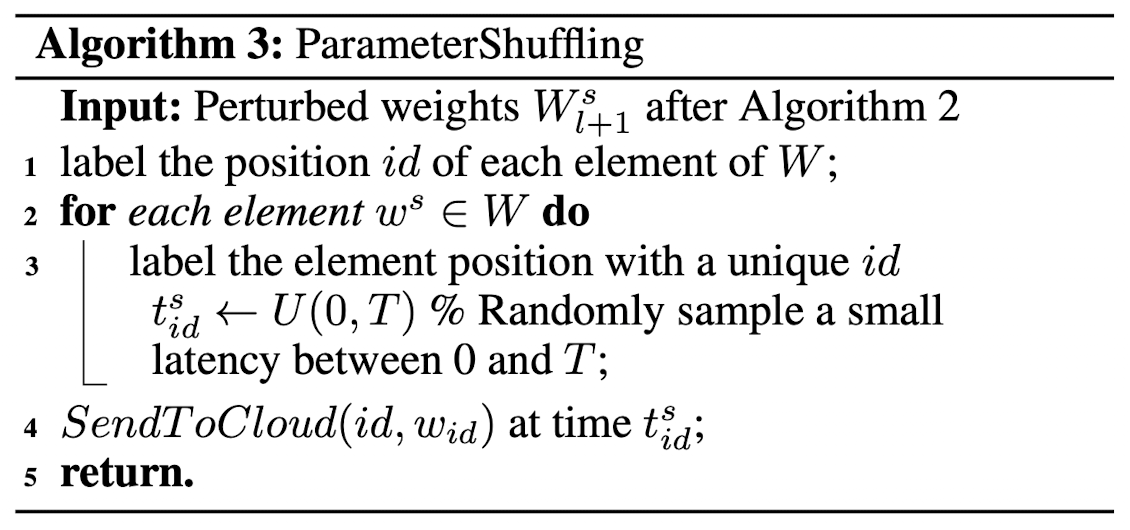 Algorithm 3: ParameterShuffling
Input: Perturbed weights $W_{l+1}^{s}$ after Algorithm 2
1 label the position $id$ of each element of $W$;
2 for each element $w^{s} \in W$ do
3 label the element position with a unique $id$
$t_{id}^{s} \leftarrow U(0, T)$ % Randomly sample a small
latency between 0 and $T$;
4 $SendToCloud(id, w_{id})$ at time $t_{id}^{s}$;
5 return.